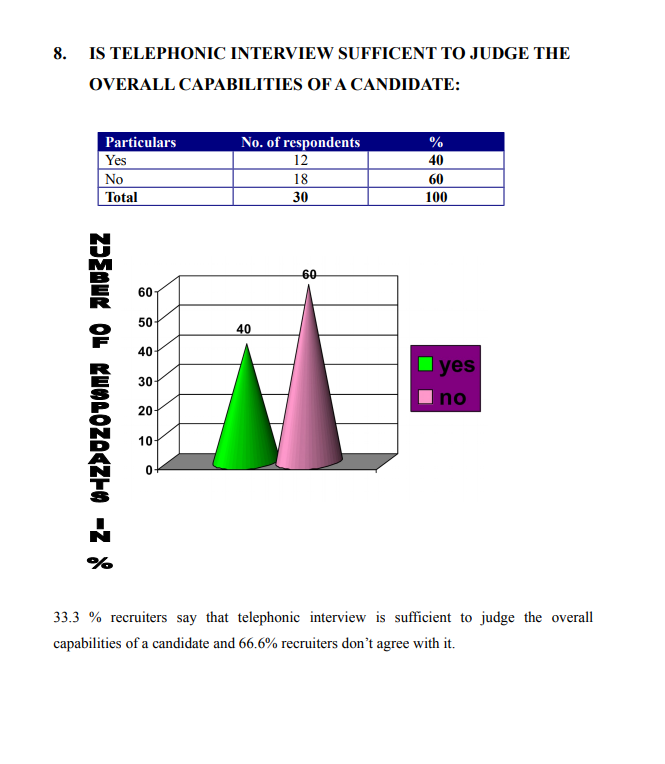 8. IS TELEPHONIC INTERVIEW SUFFICENT TO JUDGE THE
OVERALL CAPABILITIES OF A CANDIDATE:
Particulars No. of respondents %
Yes 12 40
No 18 60
Total 30 100
NUMBER OF RESPONDANTS IN %
60
50
40
30
20
10
0
40
60
yes
no
33.3 % recruiters say that telephonic interview is sufficient to judge the overall
capabilities of a candidate and 66.6% recruiters don’t agree with it.